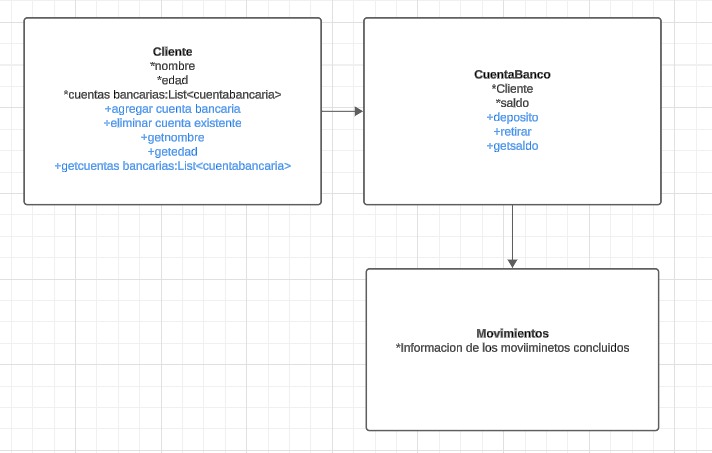 Cliente
*nombre
*edad
*cuentas bancarias:List<cuentabancaria>
+agregar cuenta bancaria
+eliminar cuenta existente
+getnombre
+getedad
+getcuentas bancarias:List<cuentabancaria>
CuentaBanco
*Cliente
*saldo
+deposito
+retirar
+getsaldo
Movimientos
*Informacion de los moviiminetos concluidos